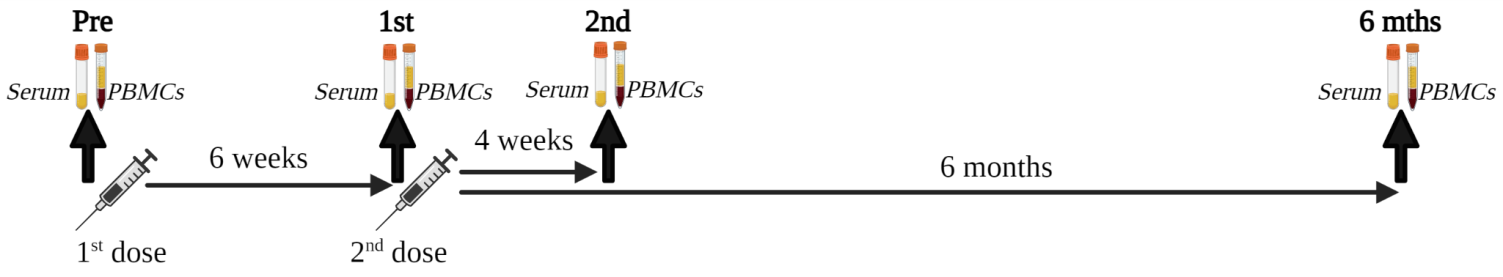 Pre
1st
2nd
6 mths
Serum PBMCs
Serum PBMCs
Serum PBMCs
Serum PBMCs
6 weeks
4 weeks
6 months
1st dose
2nd dose